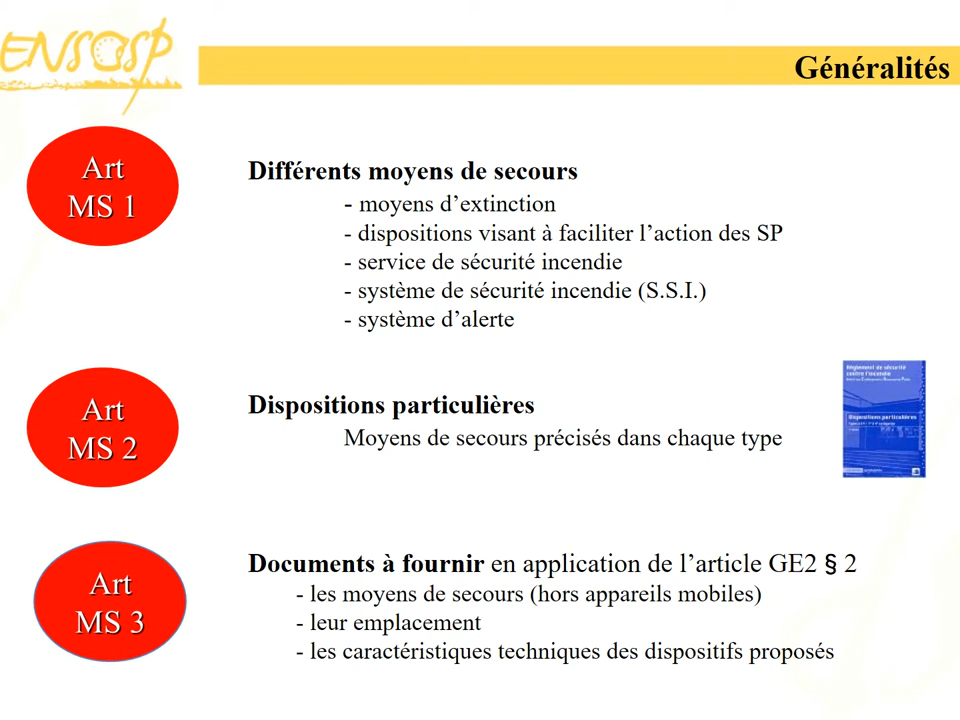 ENSOSP
Généralités
Art
MS 1
Différents moyens de secours
- moyens d’extinction
- dispositions visant à faciliter l’action des SP
- service de sécurité incendie
- système de sécurité incendie (S.S.I.)
- système d’alerte
Art
MS 2
Dispositions particulières
Moyens de secours précisés dans chaque type
Règlement de sécurité
contre l'incendie
Dispositions particulières
Art
MS 3
Documents à fournir en application de l’article GE2 § 2
- les moyens de secours (hors appareils mobiles)
- leur emplacement
- les caractéristiques techniques des dispositifs proposés